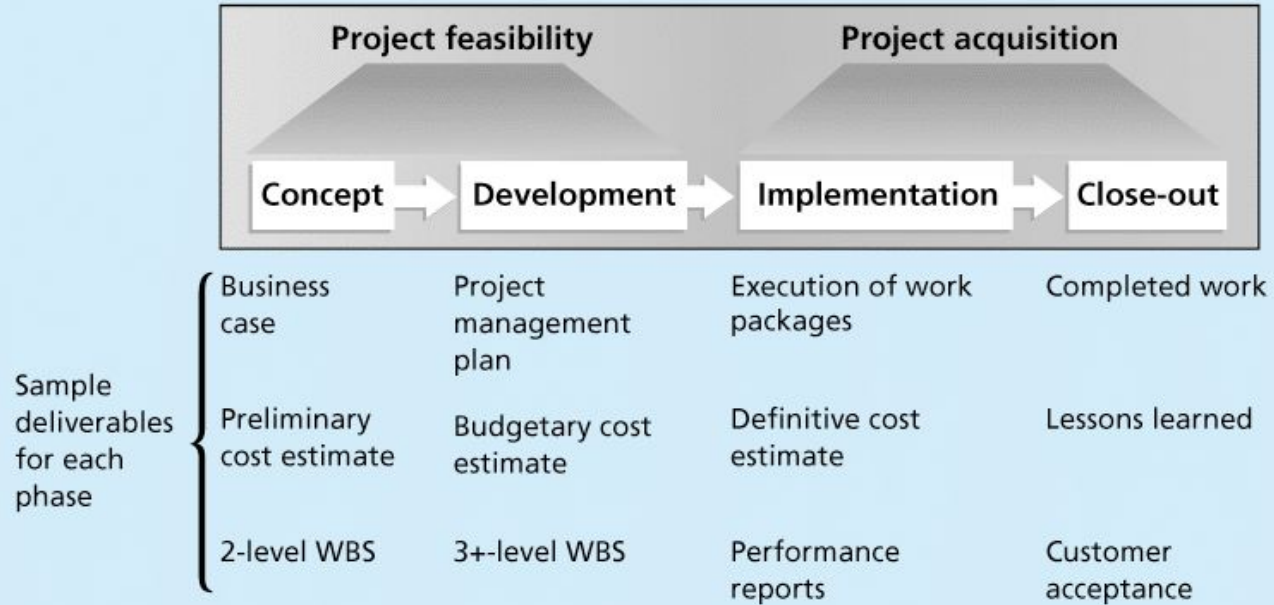 Project feasibility
Project acquisition
Concept
Development
Implementation
Close-out
Sample
deliverables
for each
phase
Business
case
Preliminary
cost estimate
2-level WBS
Project
management
plan
Budgetary cost
estimate
3+-level WBS
Execution of work
packages
Definitive cost
estimate
Performance
reports
Completed work
Lessons learned
Customer
acceptance